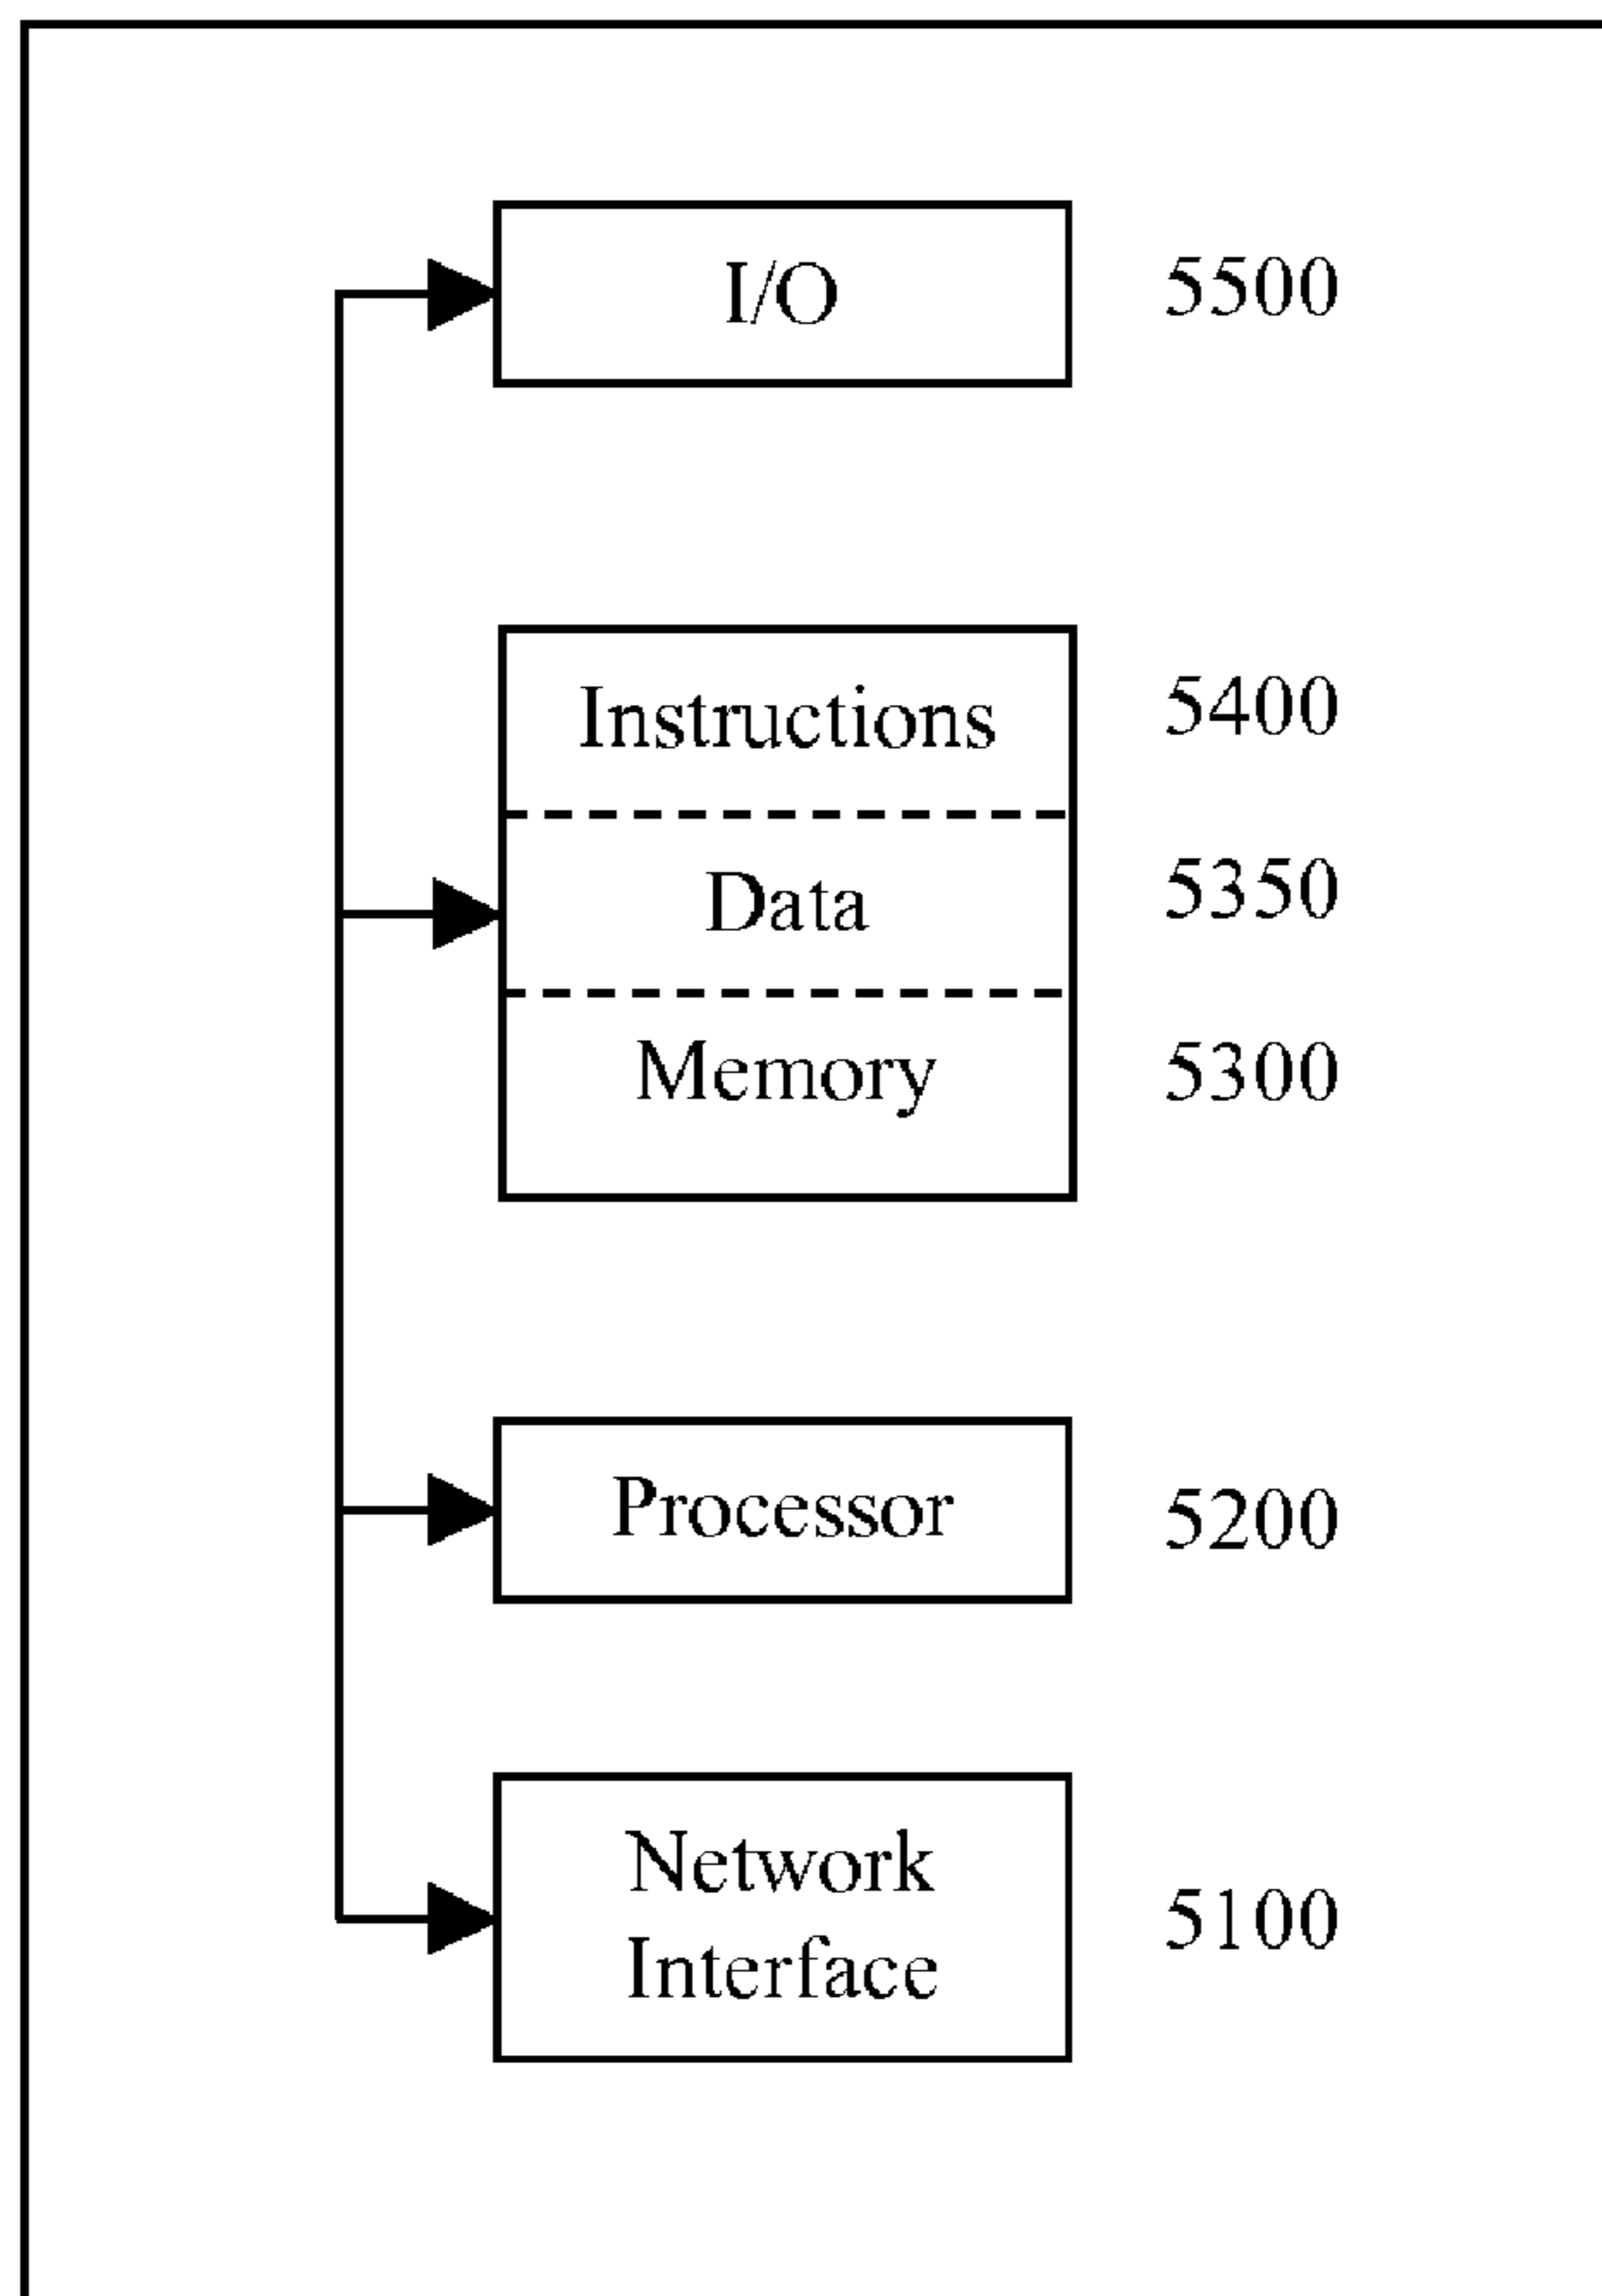 I/O 5500
Instructions 5400
Data 5350
Memory 5300
Processor 5200
Network
Interface
5100